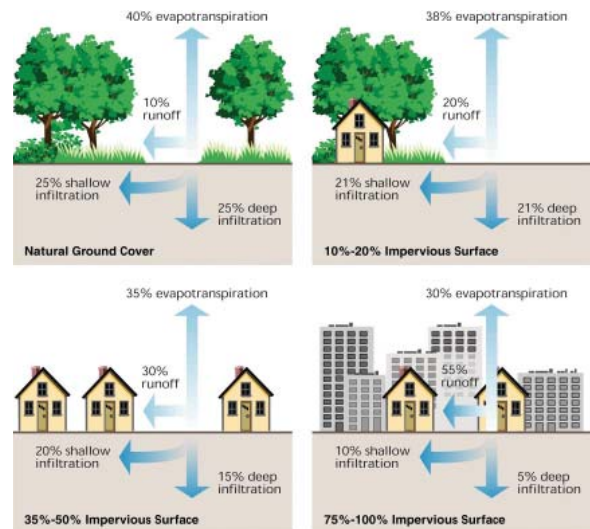 40% evapotranspiration
10%
runoff
25% shallow
infiltration
25% deep
infiltration
Natural Ground Cover
38% evapotranspiration
20%
runoff
21% shallow
infiltration
21% deep
infiltration
10%-20% Impervious Surface
35% evapotranspiration
30%
runoff
20% shallow
infiltration
15% deep
infiltration
35%-50% Impervious Surface
30% evapotranspiration
55%
runoff
10% shallow
infiltration
5% deep
infiltration
75%-100% Impervious Surface